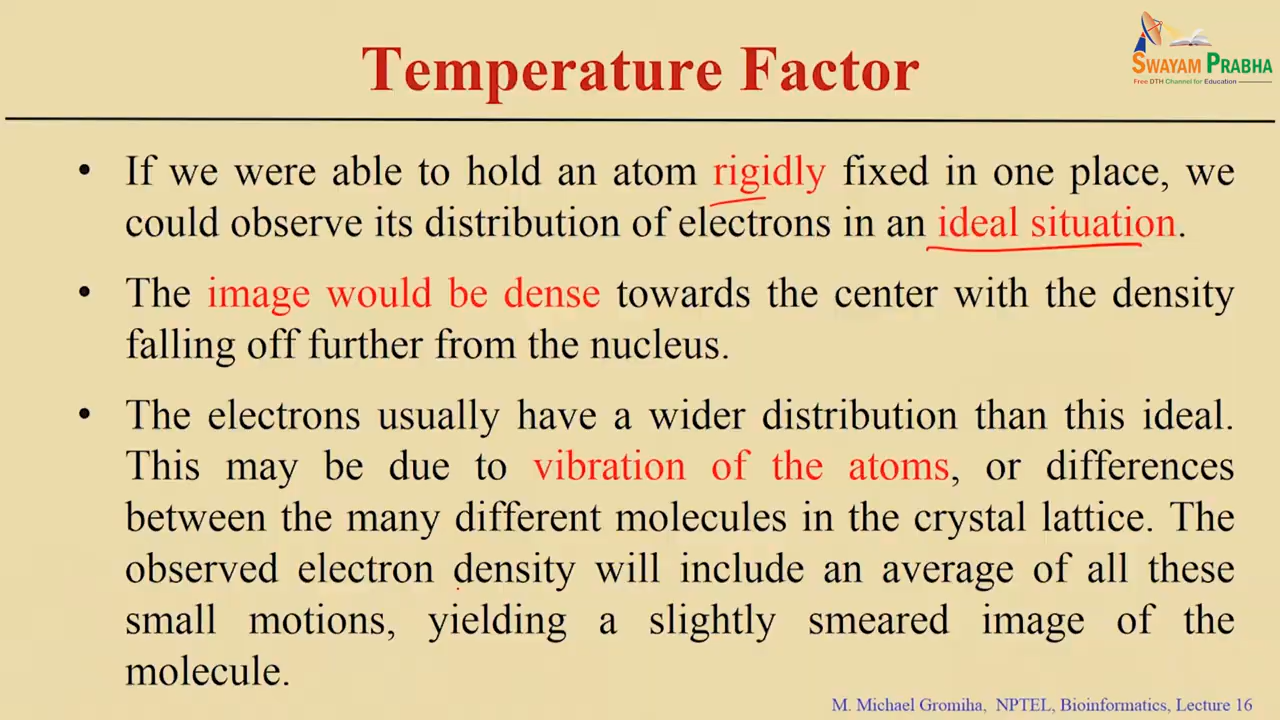 Temperature Factor
SWAYAM PRABHA
Free DTH Channel for Education
• If we were able to hold an atom rigidly fixed in one place, we
could observe its distribution of electrons in an ideal situation.
• The image would be dense towards the center with the density
falling off further from the nucleus.
• The electrons usually have a wider distribution than this ideal.
This may be due to vibration of the atoms, or differences
between the many different molecules in the crystal lattice. The
observed electron density will include an average of all these
small motions, yielding a slightly smeared image of the
molecule.
M. Michael Gromiha, NPTEL, Bioinformatics, Lecture 16